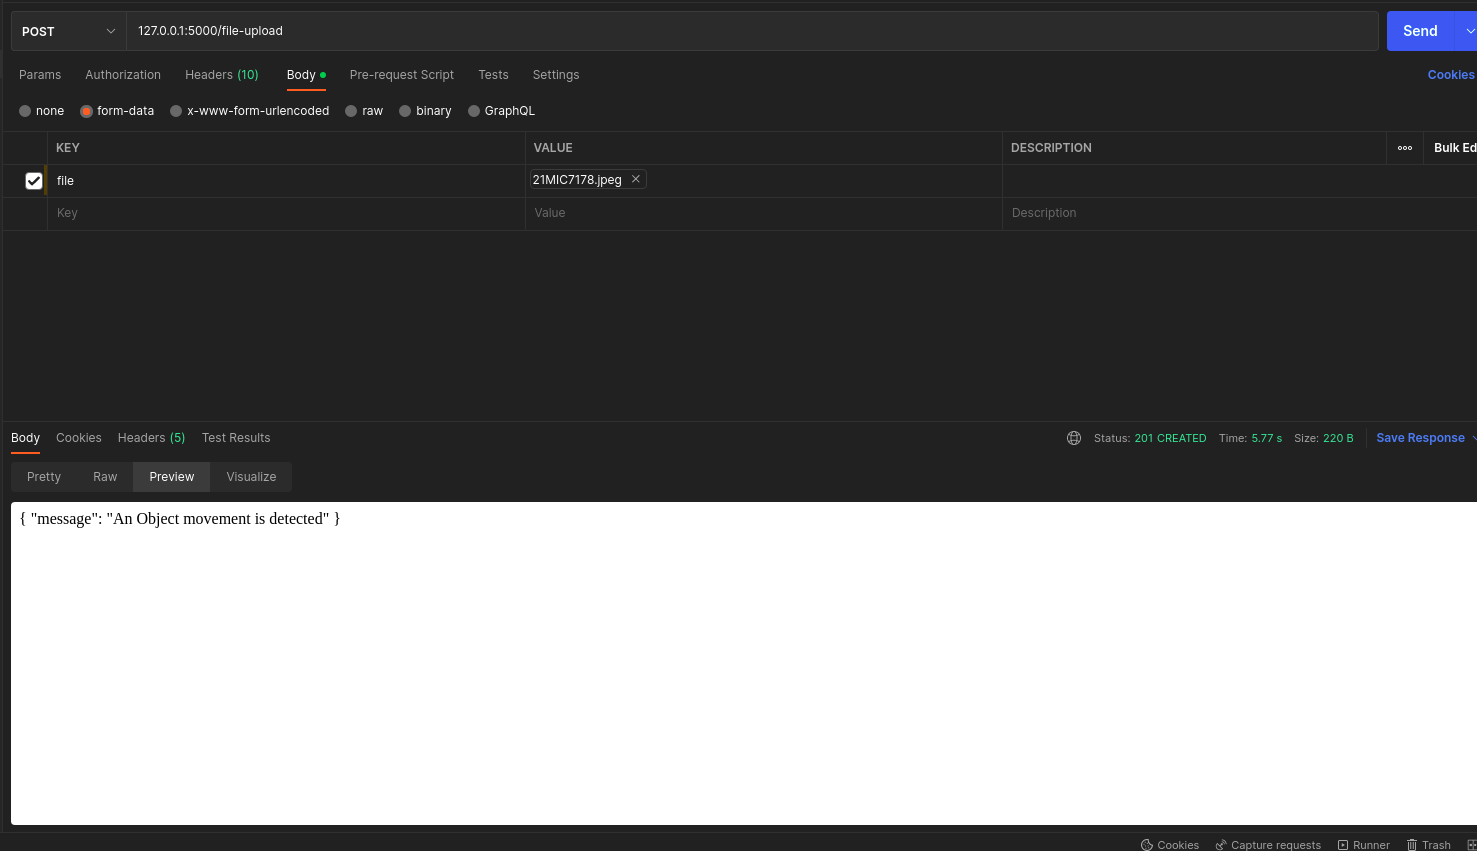 POST 127.0.0.1:5000/file-upload Send
Params Authorization Headers (10) Body Pre-request Script Tests Settings Cookies
none form-data x-www-form-urlencoded raw binary GraphQL
KEY VALUE DESCRIPTION Bulk Ed
file 21MIC7178.jpeg
Key Value Description
Body Cookies Headers (5) Test Results Status: 201 CREATED Time: 5.77 s Size: 220 B Save Response
Pretty Raw Preview Visualize
{ "message": "An Object movement is detected" }
Cookies Capture requests Runner Trash